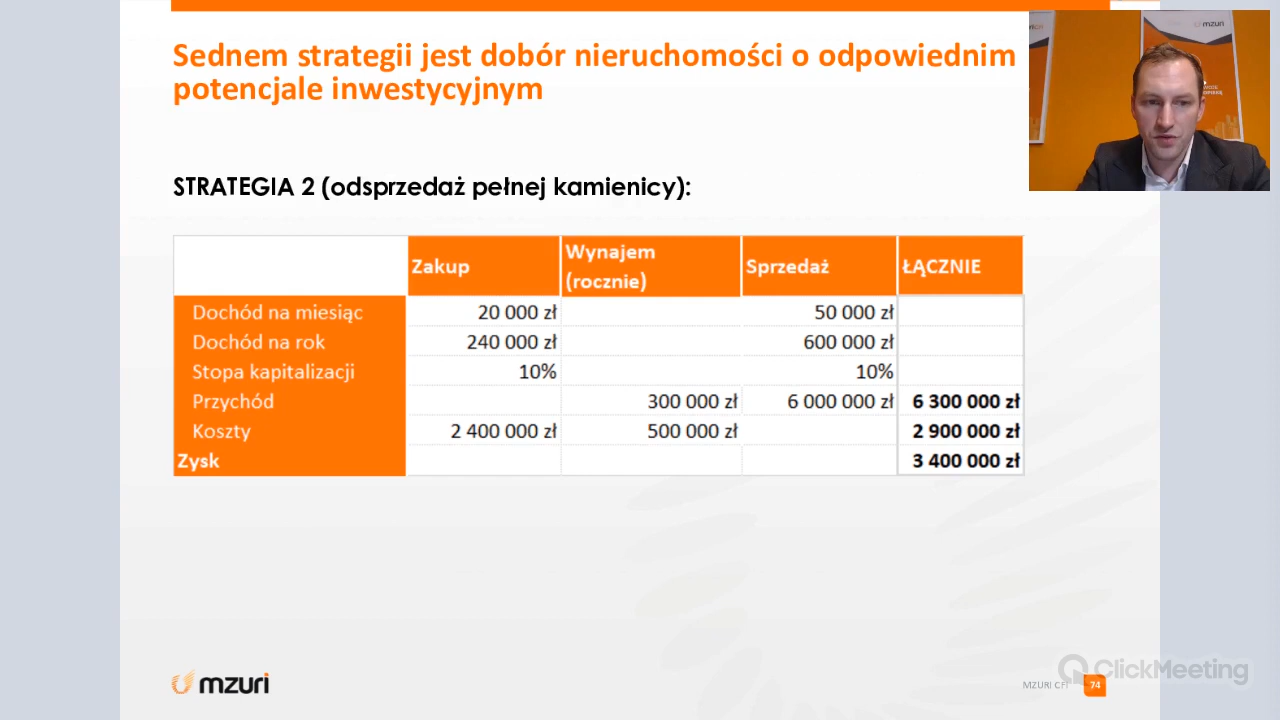 Sednem strategii jest dobór nieruchomości o odpowiednim
potencjale inwestycyjnym
mzuri
STRATEGIA 2 (odsprzedaż pełnej kamienicy):
Zakup Wynajem (rocznie) Sprzedaż ŁĄCZNIE
Dochód na miesiąc 20 000 zł 50 000 zł
Dochód na rok 240 000 zł 600 000 zł
Stopa kapitalizacji 10% 10%
Przychód 300 000 zł 6 000 000 zł 6 300 000 zł
Koszty 2 400 000 zł 500 000 zł 2 900 000 zł
Zysk 3 400 000 zł
mzuri
MZURI CFI 74
ClickMeeting